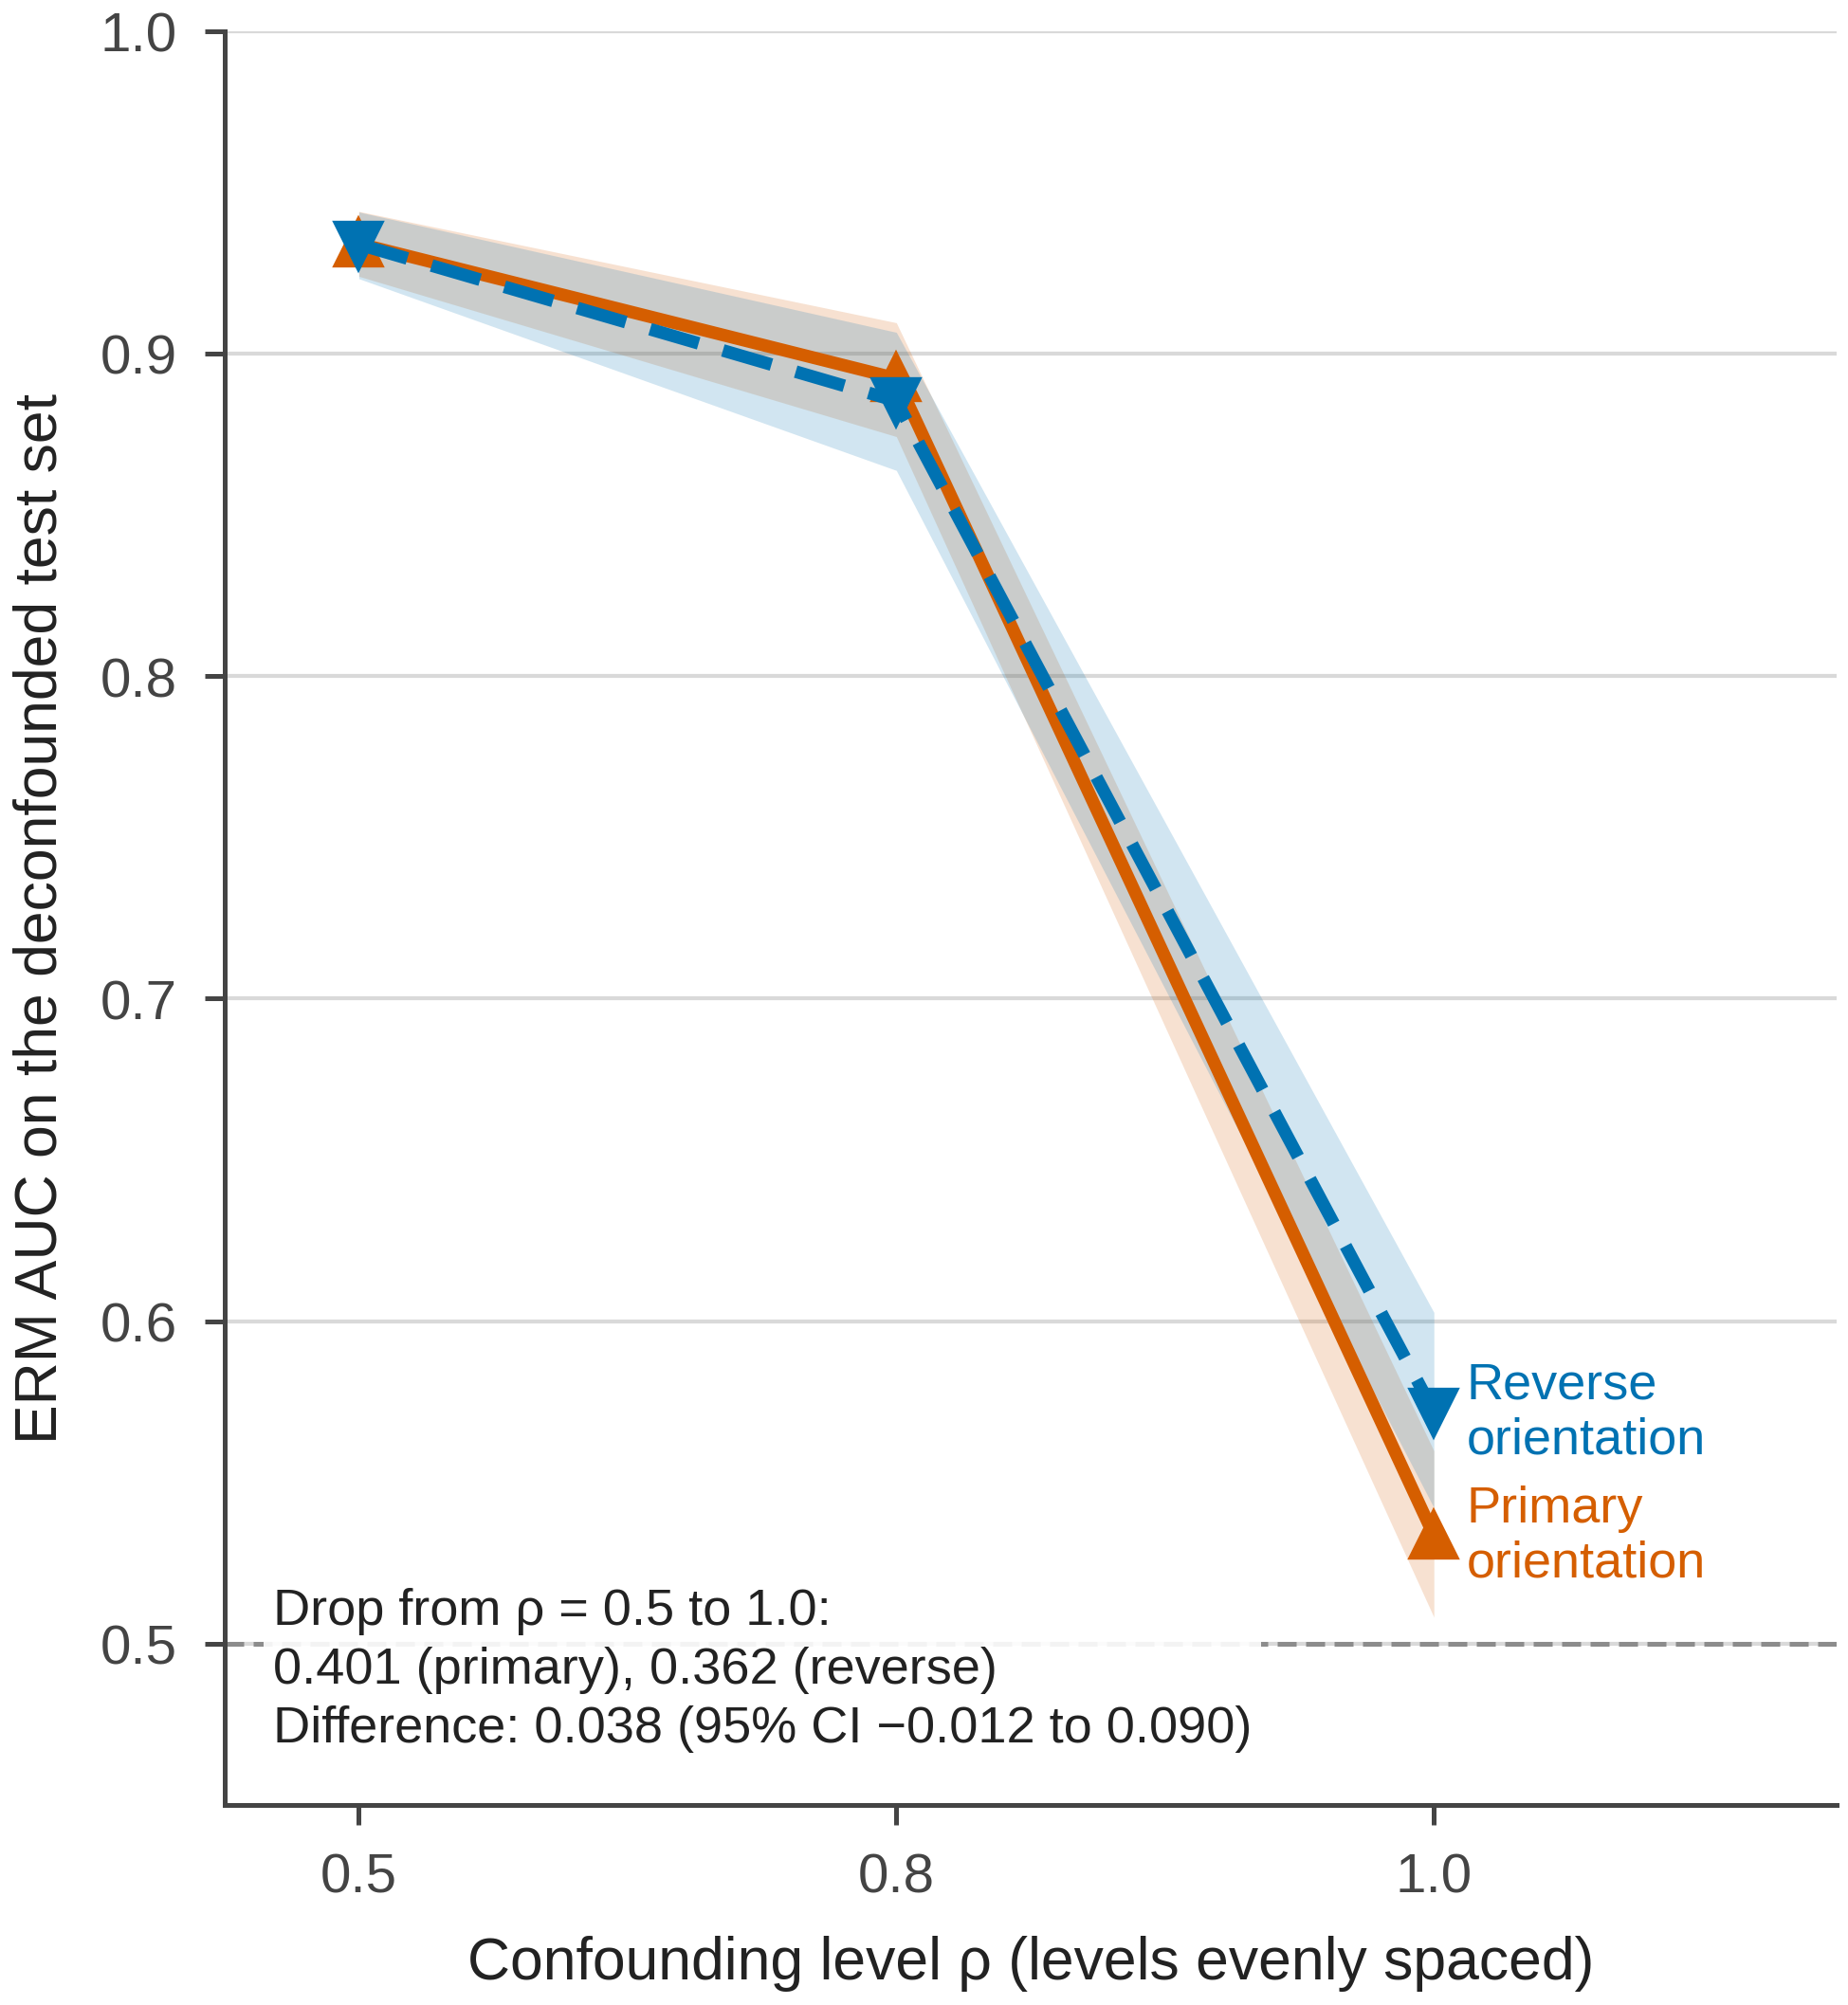 1.0
0.9
0.8
0.7
0.6
0.5
ERM AUC on the deconfounded test set
Reverse
orientation
Primary
orientation
Drop from ρ = 0.5 to 1.0:
0.401 (primary), 0.362 (reverse)
Difference: 0.038 (95% CI −0.012 to 0.090)
0.5
0.8
1.0
Confounding level ρ (levels evenly spaced)